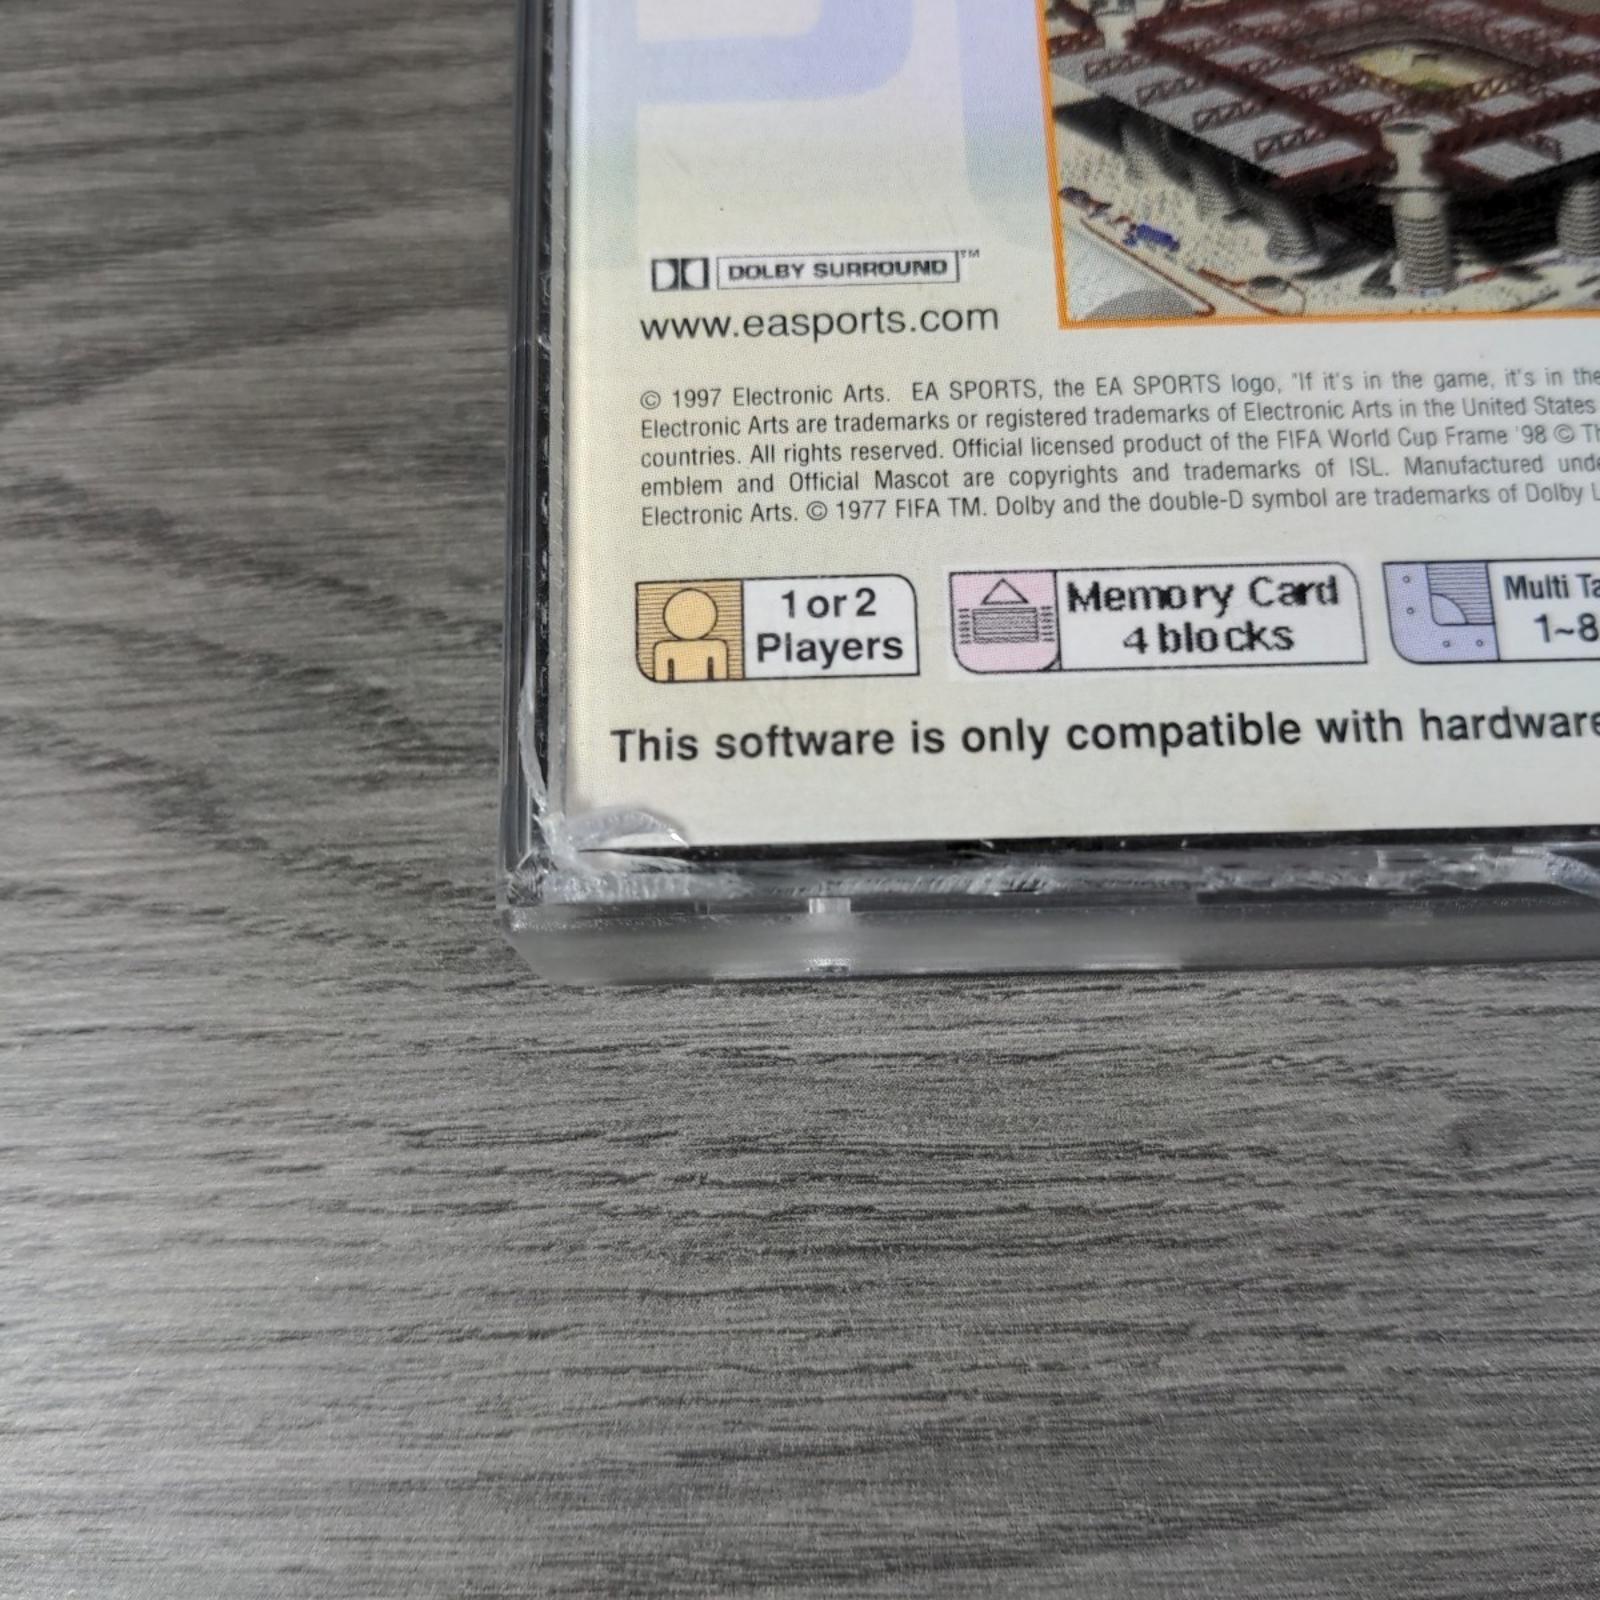 DOLBY SURROUND™
www.easports.com
© 1997 Electronic Arts. EA SPORTS, the EA SPORTS logo, "If it's in the game, it's in the
Electronic Arts are trademarks or registered trademarks of Electronic Arts in the United States
countries. All rights reserved. Official licensed product of the FIFA World Cup Frame '98 ©
emblem and Official Mascot are copyrights and trademarks of ISL. Manufactured
Electronic Arts. © 1977 FIFA TM. Dolby and the double-D symbol are trademarks of Dolby
1 or 2
Players
Memory Card
4 blocks
Multi
1~8
This software is only compatible with hardware